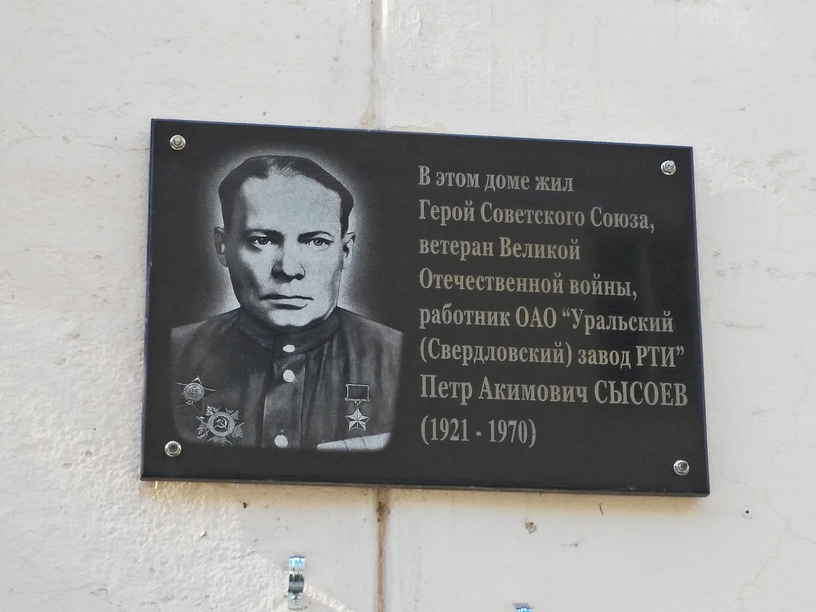 В этом доме жил
Герой Советского Союза,
ветеран Великой
Отечественной войны,
работник ОАО “Уральский
(Свердловский) завод РТИ”
Петр Акимович СЫСОЕВ
(1921 - 1970)